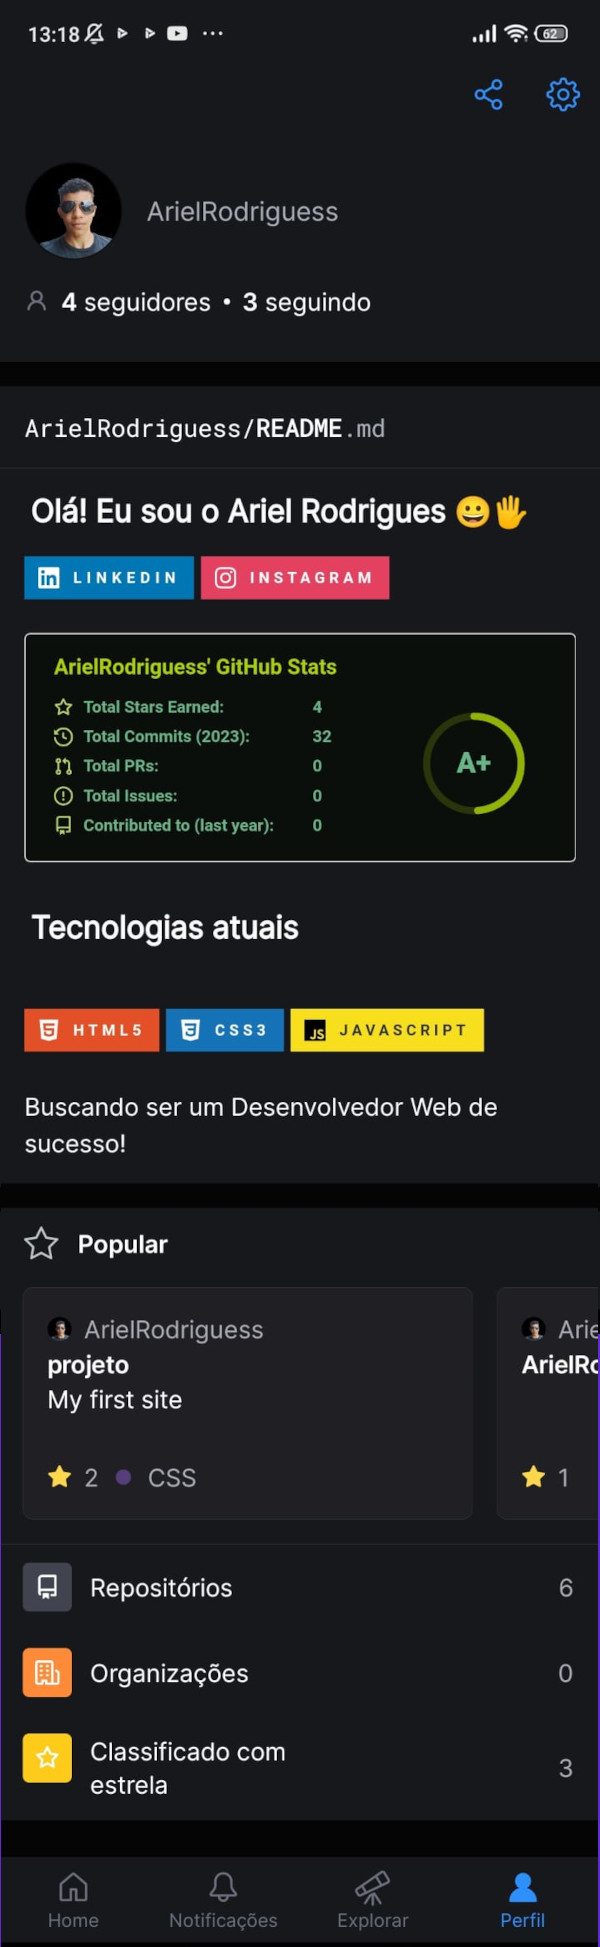 13:18
62
ArielRodriguess
4 seguidores • 3 seguindo
ArielRodriguess/README.md
Olá! Eu sou o Ariel Rodrigues 😀🖐
in LINKEDIN INSTAGRAM
ArielRodriguess' GitHub Stats
Total Stars Earned: 4
Total Commits (2023): 32
Total PRs: 0
Total Issues: 0
Contributed to (last year): 0
A+
Tecnologias atuais
5 HTML5 3 CSS3 JS JAVASCRIPT
Buscando ser um Desenvolvedor Web de
sucesso!
Popular
ArielRodriguess
projeto
My first site
2 CSS
Arie
ArielRo
1
Repositórios 6
Organizações 0
Classificado com
estrela 3
Home Notificações Explorar Perfil